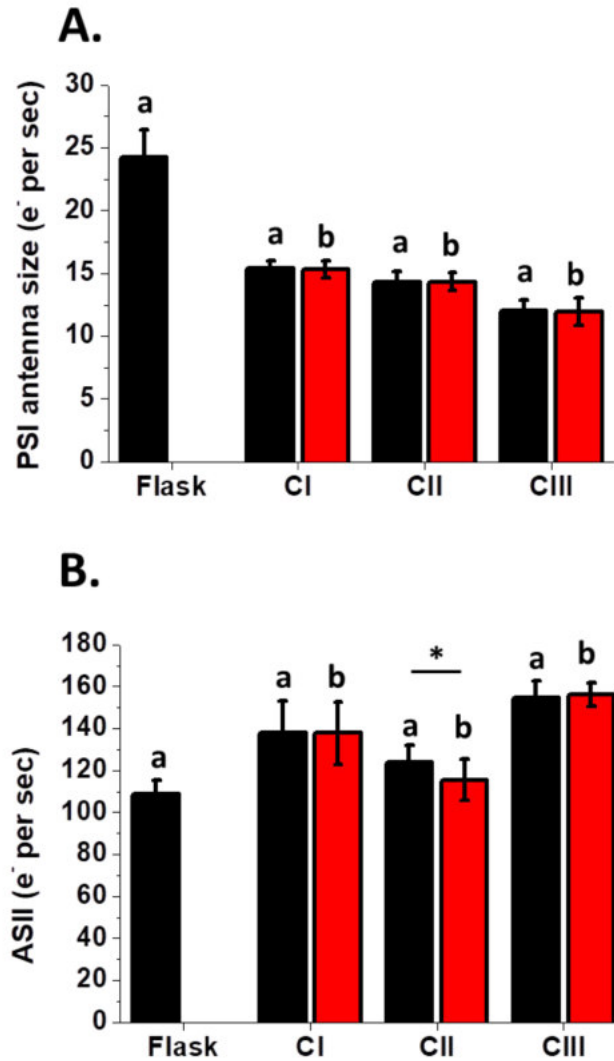 A.
PSI antenna size (e⁻ per sec)
30
25
20
15
10
5
0
a
a b
a b
a b
Flask CI CII CIII
B.
ASII (e⁻ per sec)
180
160
140
120
100
80
60
40
20
0
a
a b
*
a b
a b
Flask CI CII CIII